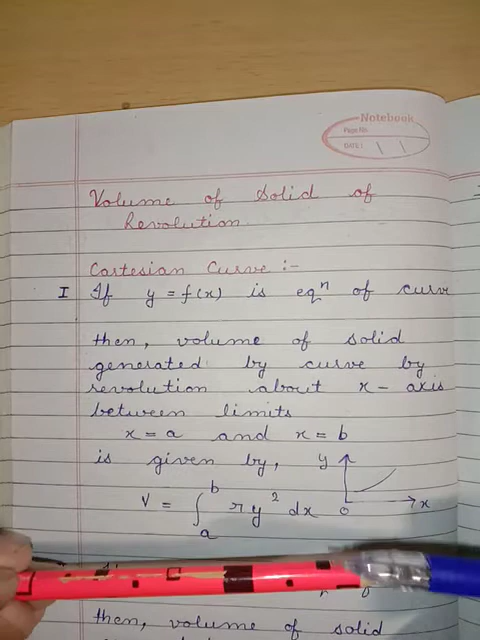 Notebook
Page No.
DATE:
Volume of Solid of
Revolution
Cartesian Curve :-
I If y = f(x) is eqⁿ of curve
then, volume of solid
generated by curve by
revolution about x - axis
between limits
x = a and x = b
is given by, y
V = ∫ₐᵇ πy² dx
0 x
then, volume of solid